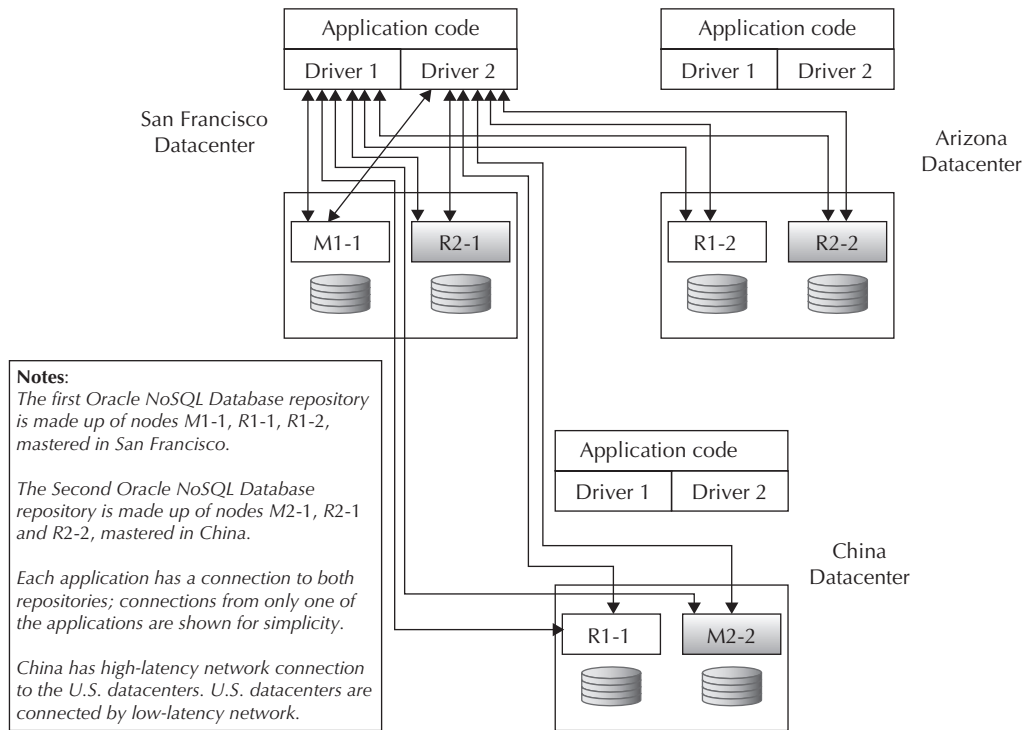 Application code
Driver 1 Driver 2
Application code
Driver 1 Driver 2
San Francisco
Datacenter
Arizona
Datacenter
M1-1
R2-1
R1-2
R2-2
Notes:
The first Oracle NoSQL Database repository
is made up of nodes M1-1, R1-1, R1-2,
mastered in San Francisco.
The Second Oracle NoSQL Database
repository is made up of nodes M2-1, R2-1
and R2-2, mastered in China.
Each application has a connection to both
repositories; connections from only one of
the applications are shown for simplicity.
China has high-latency network connection
to the U.S. datacenters. U.S. datacenters are
connected by low-latency network.
Application code
Driver 1 Driver 2
China
Datacenter
R1-1
M2-2